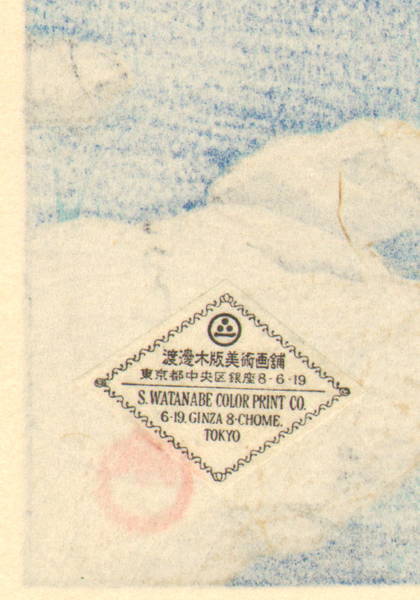 渡邊木版美術画舗
東京都中央区銀座8-6-19
S. WATANABE COLOR PRINT CO.
6-19, GINZA 8-CHOME,
TOKYO